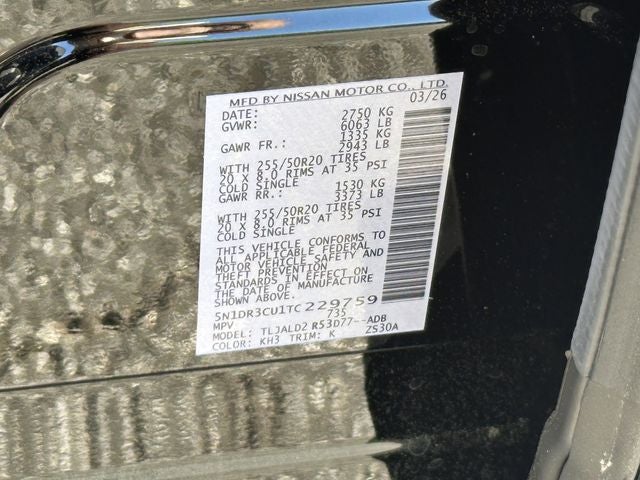 MFD BY NISSAN MOTOR CO., LTD.
DATE: 03/26
GVWR: 2750 KG
6063 LB
GAWR FR.: 1335 KG
2943 LB
WITH 255/50R20 TIRES
20 X 8.0 RIMS AT 35 PSI
COLD SINGLE
GAWR RR.: 1530 KG
3373 LB
WITH 255/50R20 TIRES
20 X 8.0 RIMS AT 35 PSI
COLD SINGLE
THIS VEHICLE CONFORMS TO
ALL APPLICABLE FEDERAL
MOTOR VEHICLE SAFETY AND
THEFT PREVENTION
STANDARDS IN EFFECT ON
THE DATE OF MANUFACTURE
SHOWN ABOVE.
5N1DR3CU1TC229759
MPV 735
MODEL: TLJALD2 R53D77--ADB
COLOR: KH3 TRIM: K ZS30A